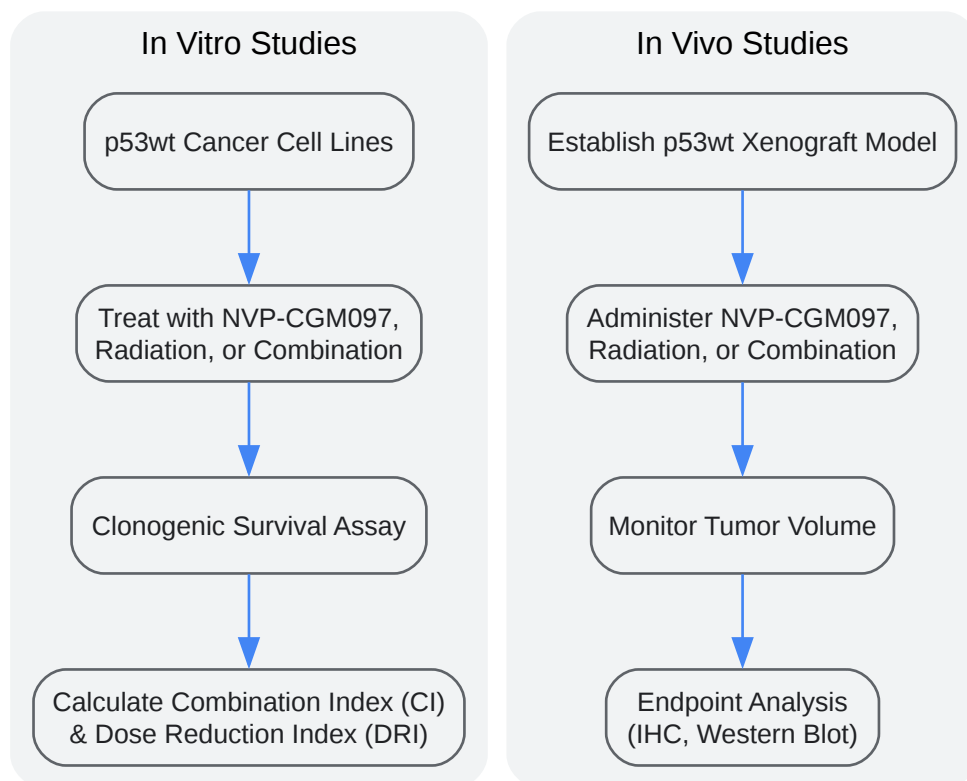 In Vitro Studies
p53wt Cancer Cell Lines
Treat with NVP-CGM097,
Radiation, or Combination
Clonogenic Survival Assay
Calculate Combination Index (CI)
& Dose Reduction Index (DRI)
In Vivo Studies
Establish p53wt Xenograft Model
Administer NVP-CGM097,
Radiation, or Combination
Monitor Tumor Volume
Endpoint Analysis
(IHC, Western Blot)